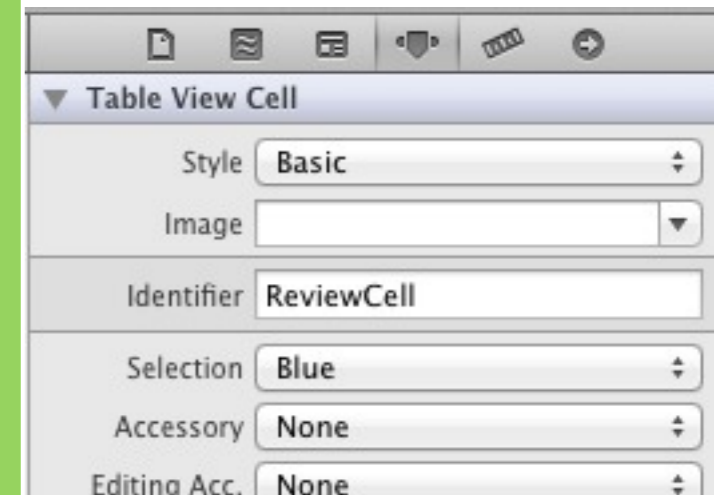 Table View Cell
Style Basic
Image
Identifier ReviewCell
Selection Blue
Accessory None
Editing Acc. None